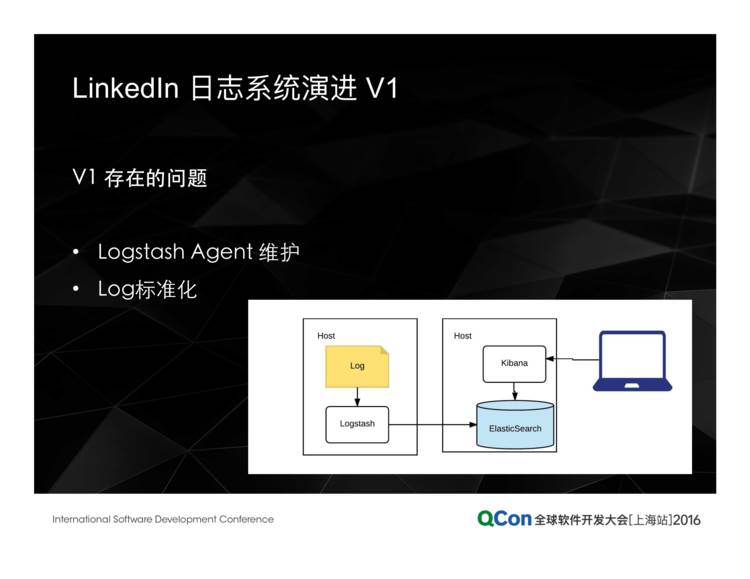 LinkedIn 日志系统演进 V1
V1 存在的问题
• Logstash Agent 维护
• Log标准化
Host
Log
Logstash
Host
Kibana
ElasticSearch
International Software Development Conference
QCon 全球软件开发大会[上海站]2016